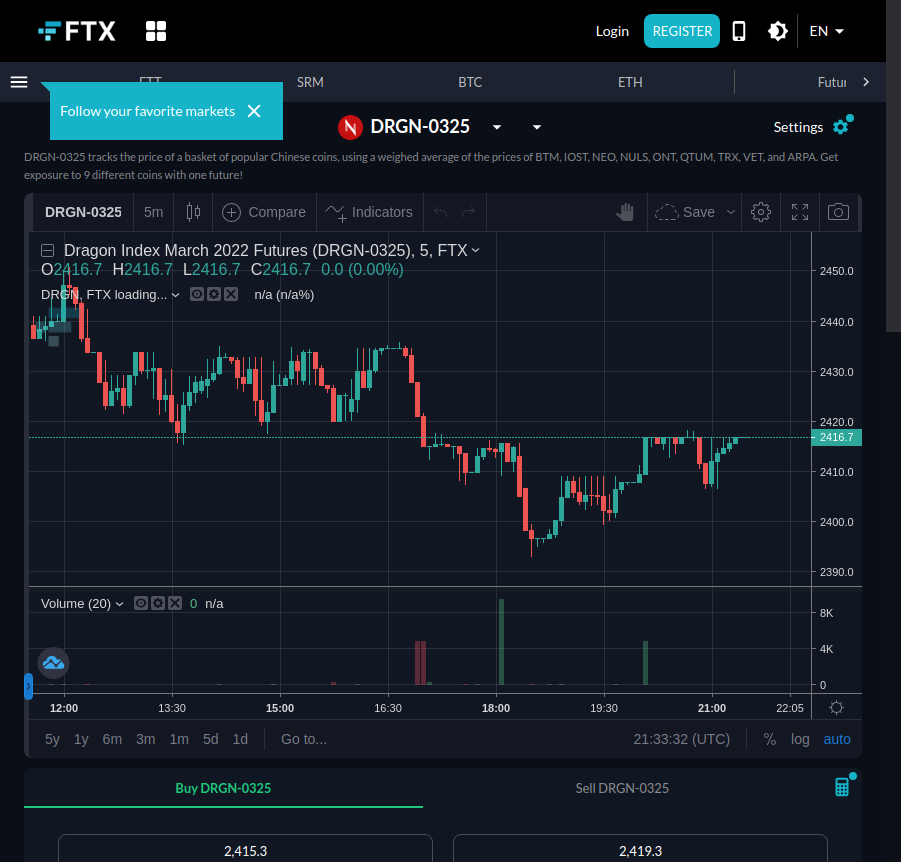 FTX
Login
REGISTER
EN
SRM
BTC
ETH
Follow your favorite markets
DRGN-0325
Settings
DRGN-0325 tracks the price of a basket of popular Chinese coins, using a weighed average of the prices of BTM, IOST, NEO, NULS, ONT, QTUM, TRX, VET, and ARPA. Get
exposure to 9 different coins with one future!
DRGN-0325 5m Compare Indicators Save
Dragon Index March 2022 Futures (DRGN-0325), 5, FTX
O2416.7 H2416.7 L2416.7 C2416.7 0.0 (0.00%)
DRGN, FTX loading... n/a (n/a%)
2450.0
2440.0
2430.0
2420.0
2416.7
2410.0
2400.0
2390.0
Volume (20) 0 n/a
8K
4K
0
12:00 13:30 15:00 16:30 18:00 19:30 21:00 22:05
5y 1y 6m 3m 1m 5d 1d Go to... 21:33:32 (UTC) % log auto
Buy DRGN-0325 Sell DRGN-0325
2,415.3 2,419.3